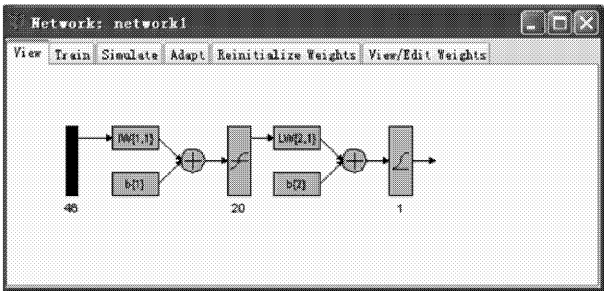 Network: network1
View Train Simulate Adapt Reinitialize Weights View/Edit Weights
IW{1,1} LW{2,1}
b{1} b{2}
46 20 1